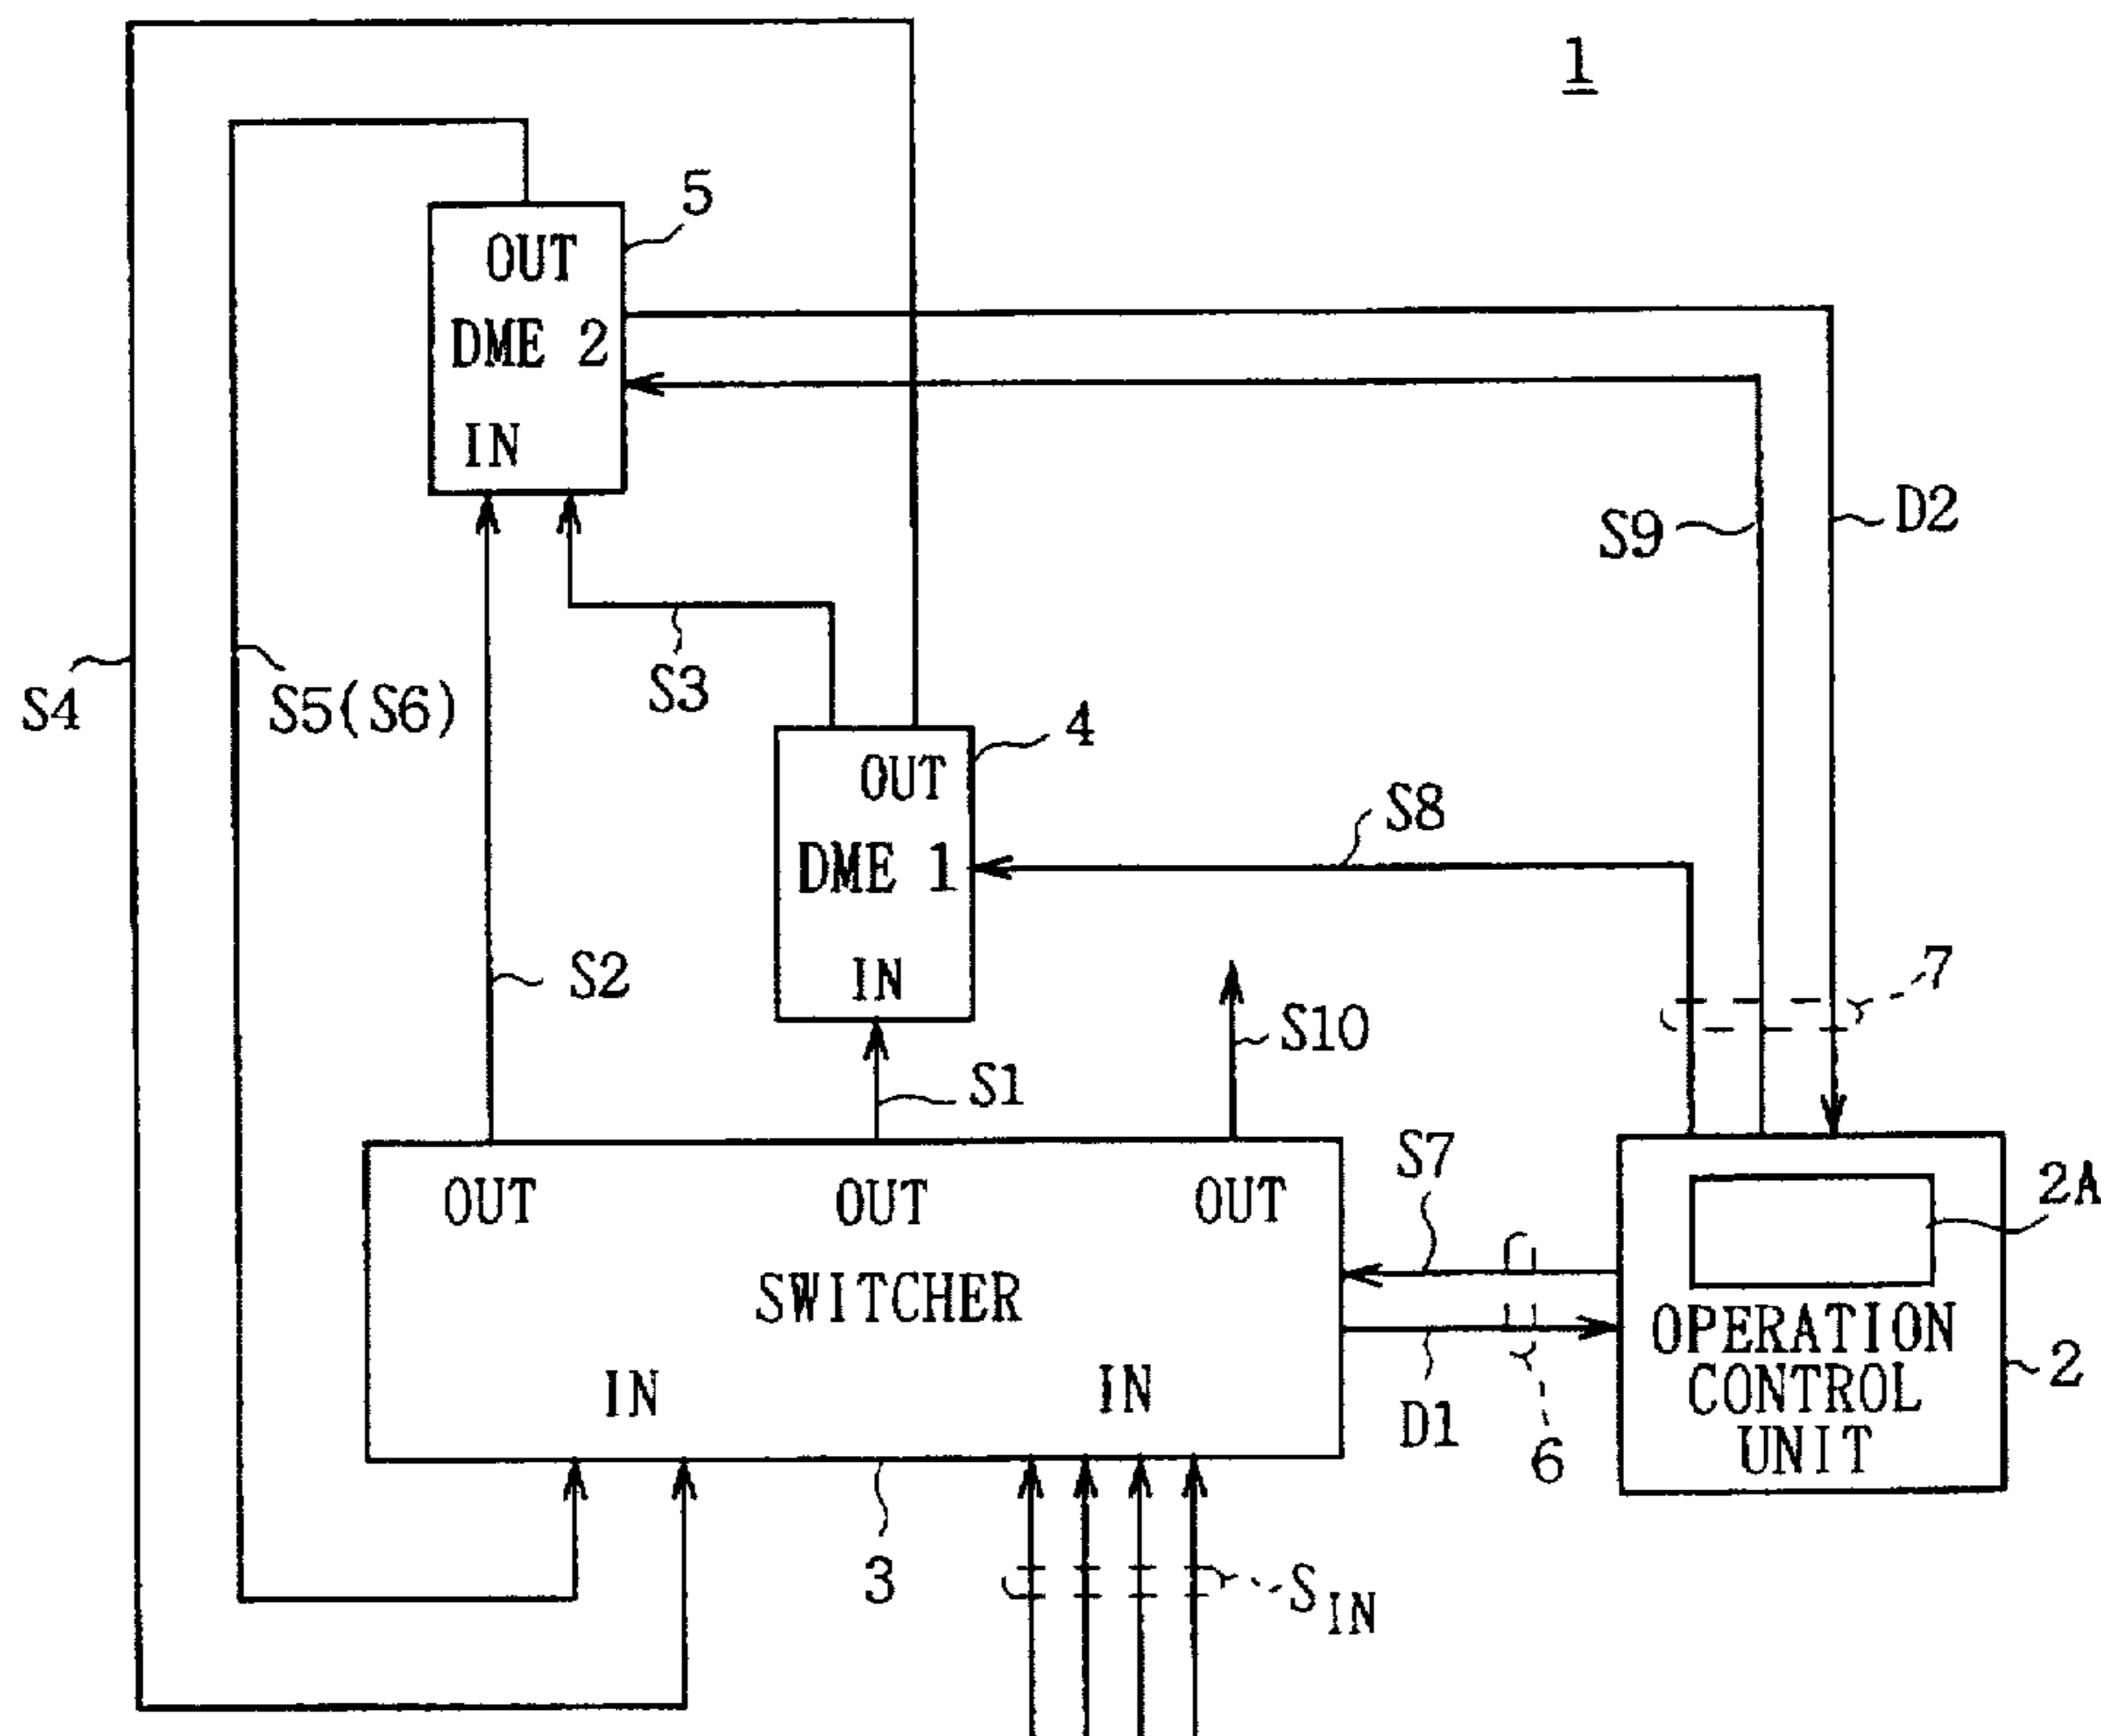 1
5
OUT
DME 2
IN
S9
D2
S3
S4
S5(S6)
4
OUT
S8
DME 1
S2
IN
7
S10
S1
S7
2A
OUT
OUT
OUT
SWITCHER
OPERATION
CONTROL
UNIT
2
IN
IN
D1
6
3
SIN